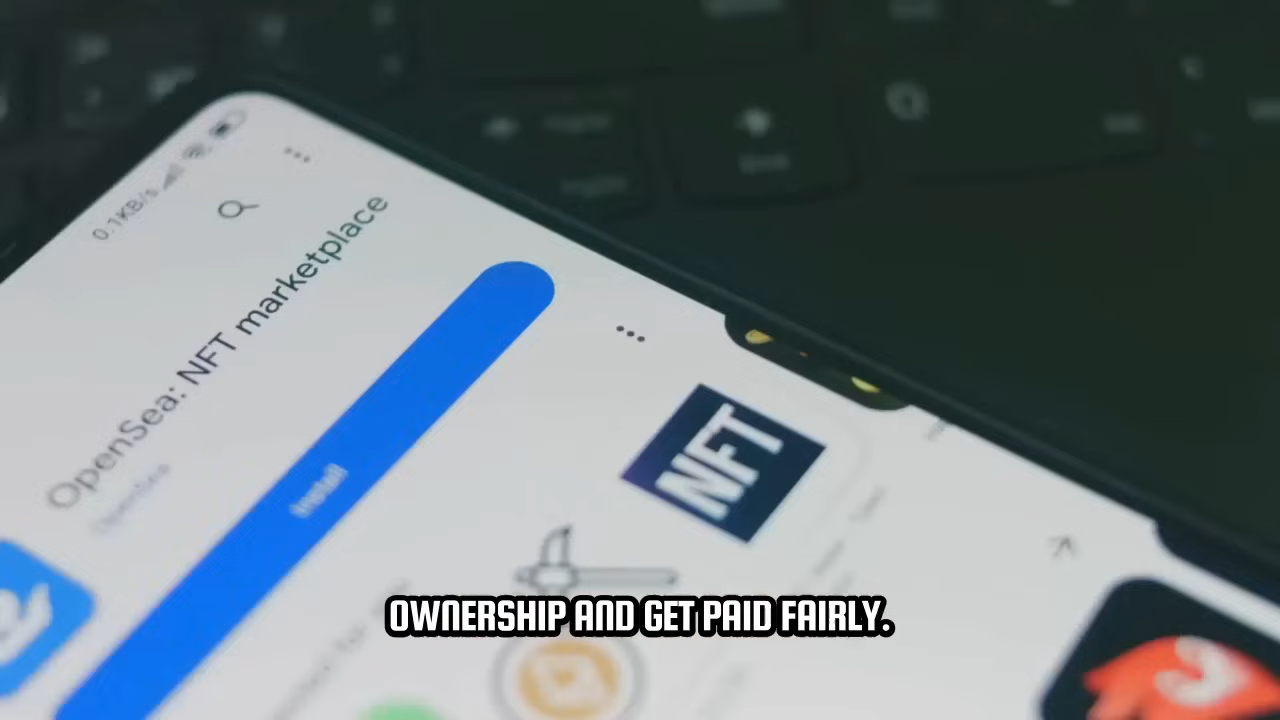 0.1KB/s
OpenSea: NFT marketplace
OpenSea
Install
NFT
OWNERSHIP AND GET PAID FAIRLY.